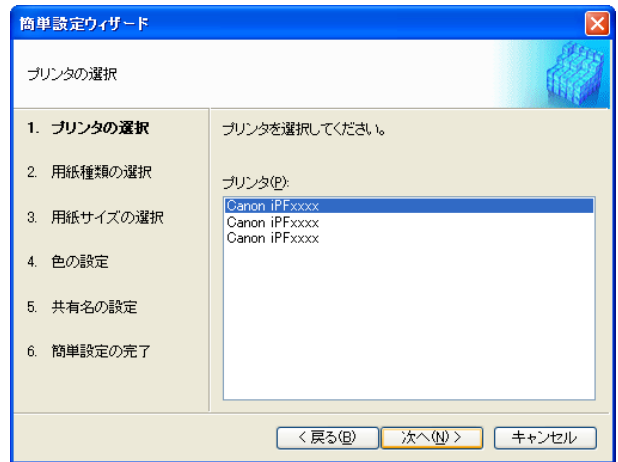 簡単設定ウィザード
プリンタの選択
1. プリンタの選択
2. 用紙種類の選択
3. 用紙サイズの選択
4. 色の設定
5. 共有名の設定
6. 簡単設定の完了
プリンタを選択してください。
プリンタ(P):
Canon iPFxxxx
Canon iPFxxxx
Canon iPFxxxx
< 戻る(B) 次へ(N) > キャンセル